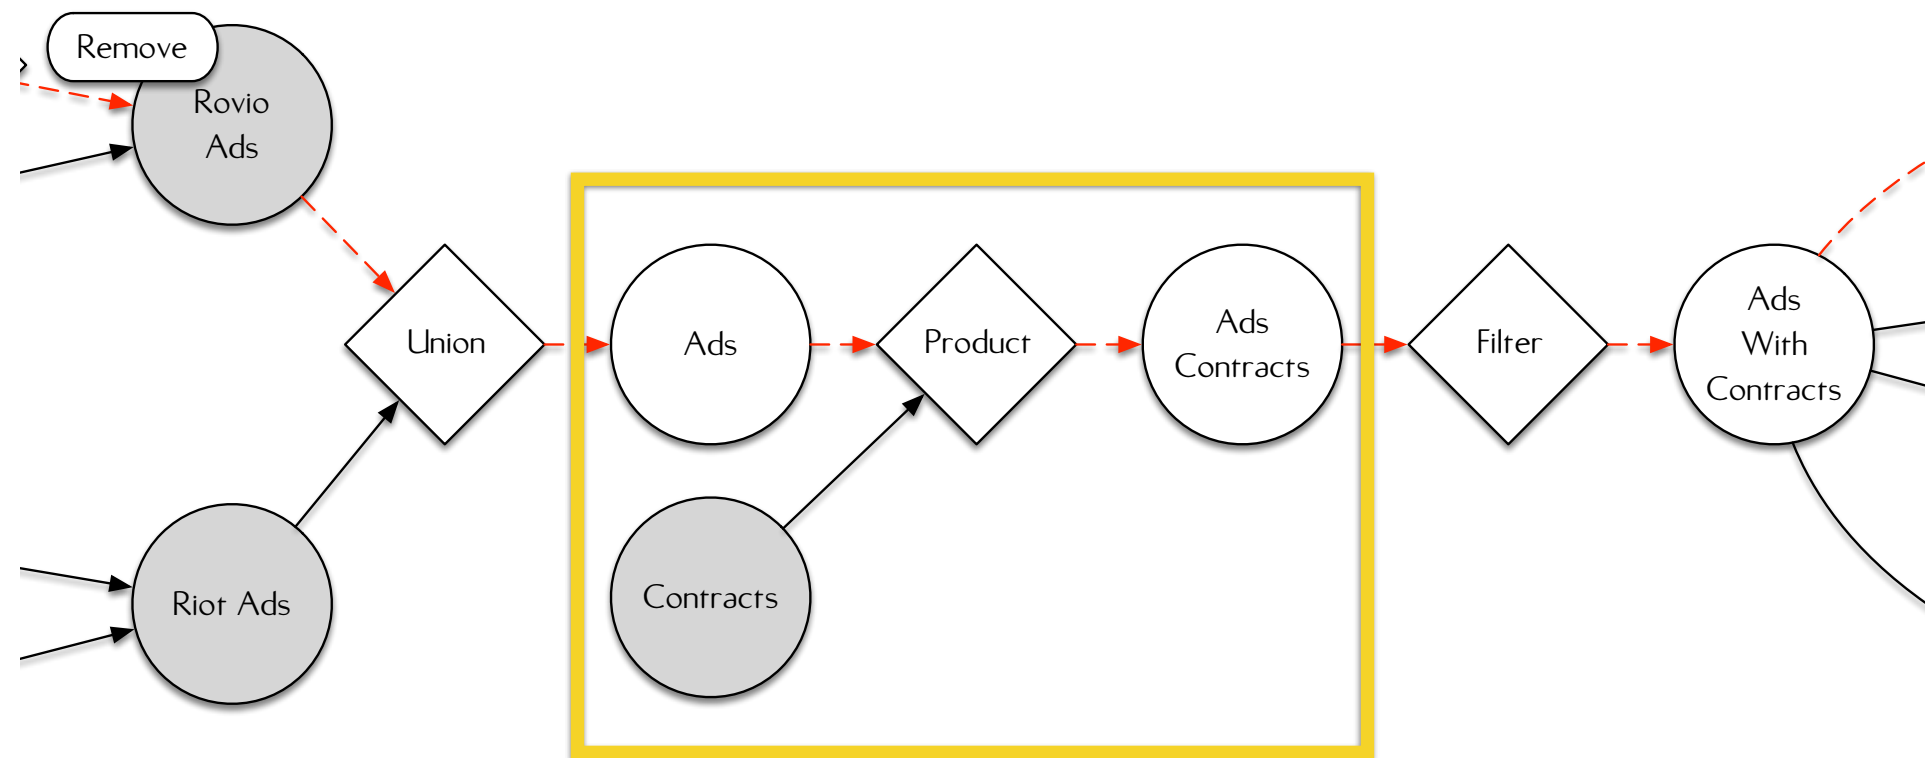 Remove
Rovio
Ads
Union
Ads
Product
Ads
Contracts
Filter
Ads
With
Contracts
Contracts
Riot Ads